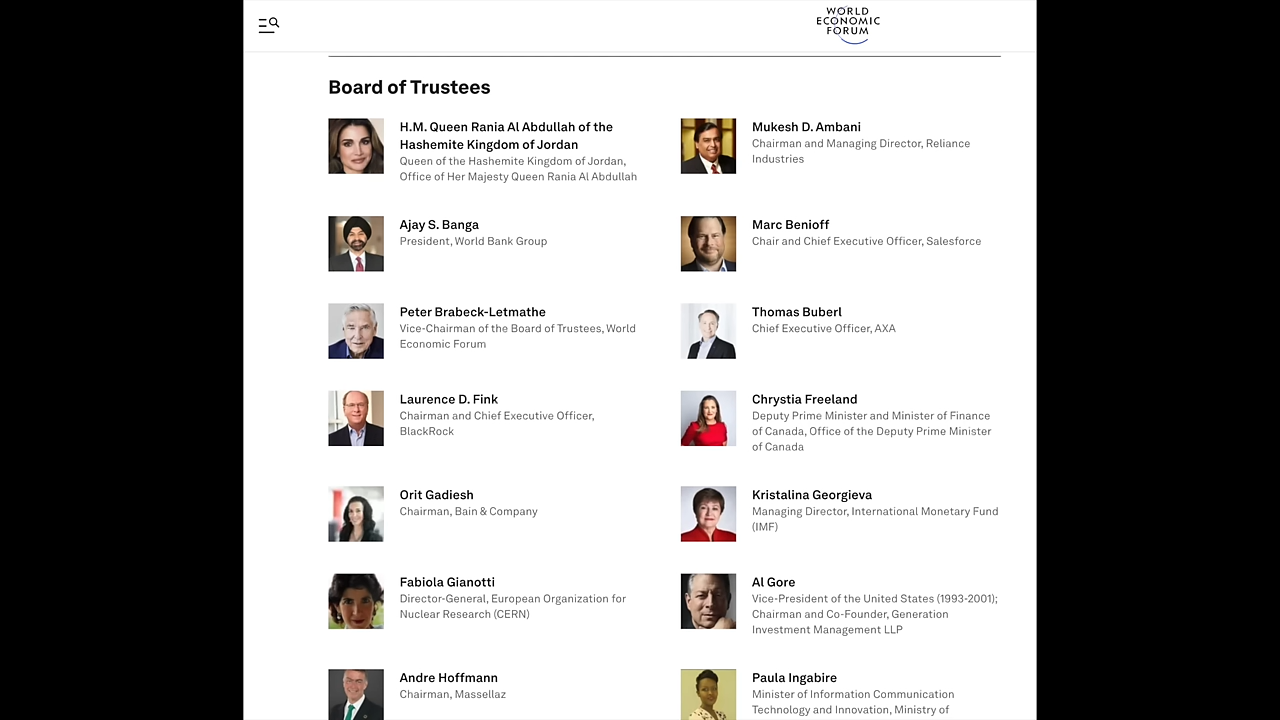 WORLD
ECONOMIC
FORUM
Board of Trustees
H.M. Queen Rania Al Abdullah of the
Hashemite Kingdom of Jordan
Queen of the Hashemite Kingdom of Jordan,
Office of Her Majesty Queen Rania Al Abdullah
Mukesh D. Ambani
Chairman and Managing Director, Reliance
Industries
Ajay S. Banga
President, World Bank Group
Marc Benioff
Chair and Chief Executive Officer, Salesforce
Peter Brabeck-Letmathe
Vice-Chairman of the Board of Trustees, World
Economic Forum
Thomas Buberl
Chief Executive Officer, AXA
Laurence D. Fink
Chairman and Chief Executive Officer,
BlackRock
Chrystia Freeland
Deputy Prime Minister and Minister of Finance
of Canada, Office of the Deputy Prime Minister
of Canada
Orit Gadiesh
Chairman, Bain & Company
Kristalina Georgieva
Managing Director, International Monetary Fund
(IMF)
Fabiola Gianotti
Director-General, European Organization for
Nuclear Research (CERN)
Al Gore
Vice-President of the United States (1993-2001);
Chairman and Co-Founder, Generation
Investment Management LLP
Andre Hoffmann
Chairman, Massellaz
Paula Ingabire
Minister of Information Communication
Technology and Innovation, Ministry of